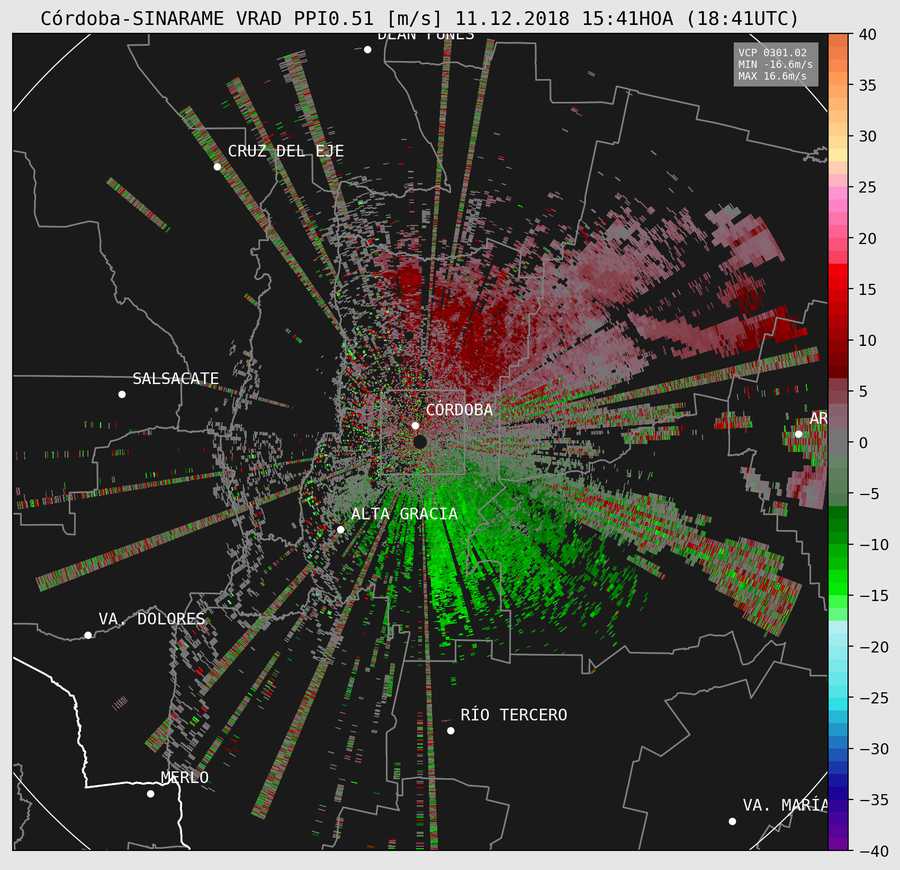 Córdoba-SINARAME VRAD PPI0.51 [m/s] 11.12.2018 15:41HOA (18:41UTC)
DEAN FUNES
VCP 0301.02
MIN -16.6m/s
MAX 16.6m/s
CRUZ DEL EJE
SALSACATE
CÓRDOBA
AR
ALTA GRACIA
VA. DOLORES
RÍO TERCERO
MERLO
VA. MARÍA
40
35
30
25
20
15
10
5
0
−5
−10
−15
−20
−25
−30
−35
−40